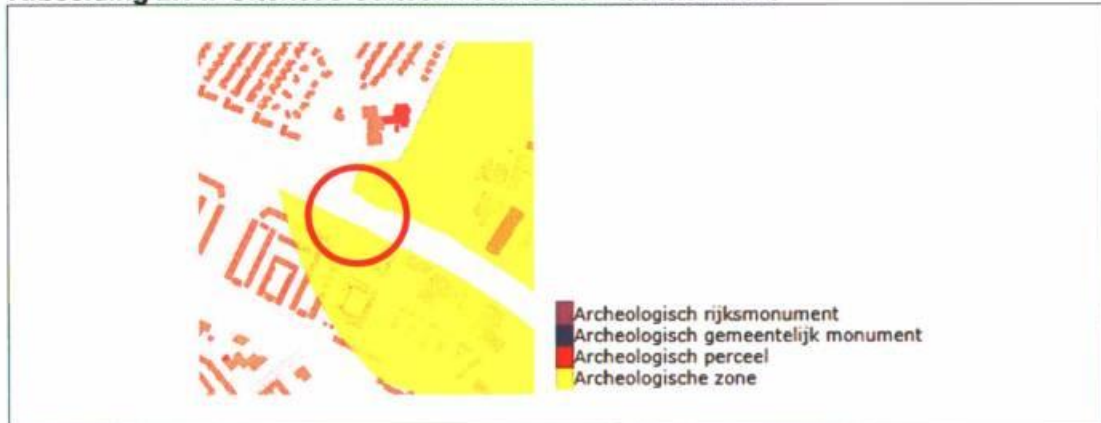 Archeologisch rijksmonument
Archeologisch gemeentelijk monument
Archeologisch perceel
Archeologische zone